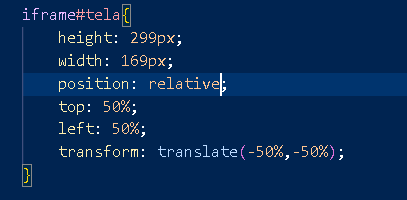 iframe#tela{
height: 299px;
width: 169px;
position: relative;
top: 50%;
left: 50%;
transform: translate(-50%,-50%);
}